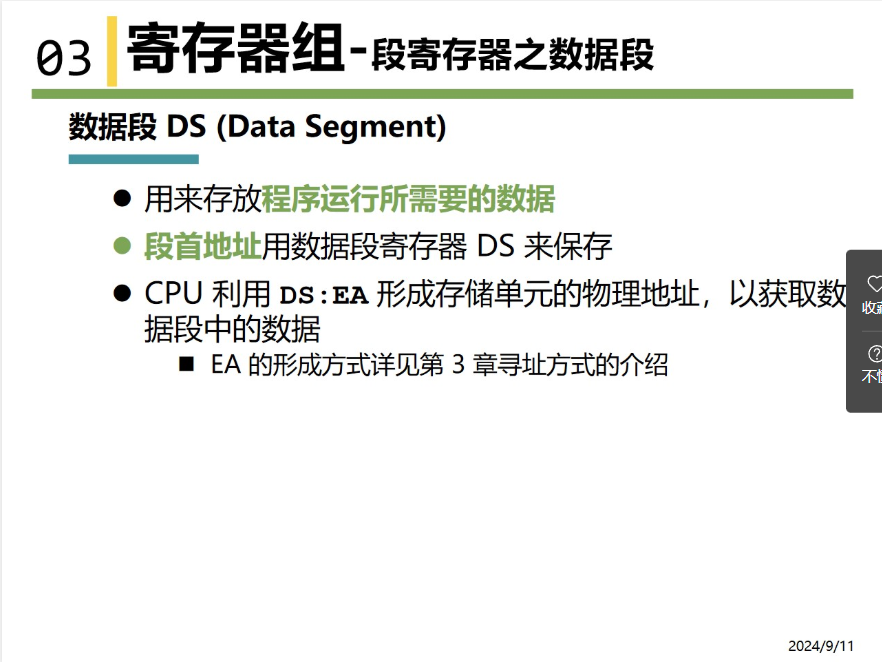 03 寄存器组-段寄存器之数据段
数据段 DS (Data Segment)
● 用来存放程序运行所需要的数据
● 段首地址用数据段寄存器 DS 来保存
● CPU 利用 DS:EA 形成存储单元的物理地址，以获取数
据段中的数据
■ EA 的形成方式详见第 3 章寻址方式的介绍
收
不
2024/9/11